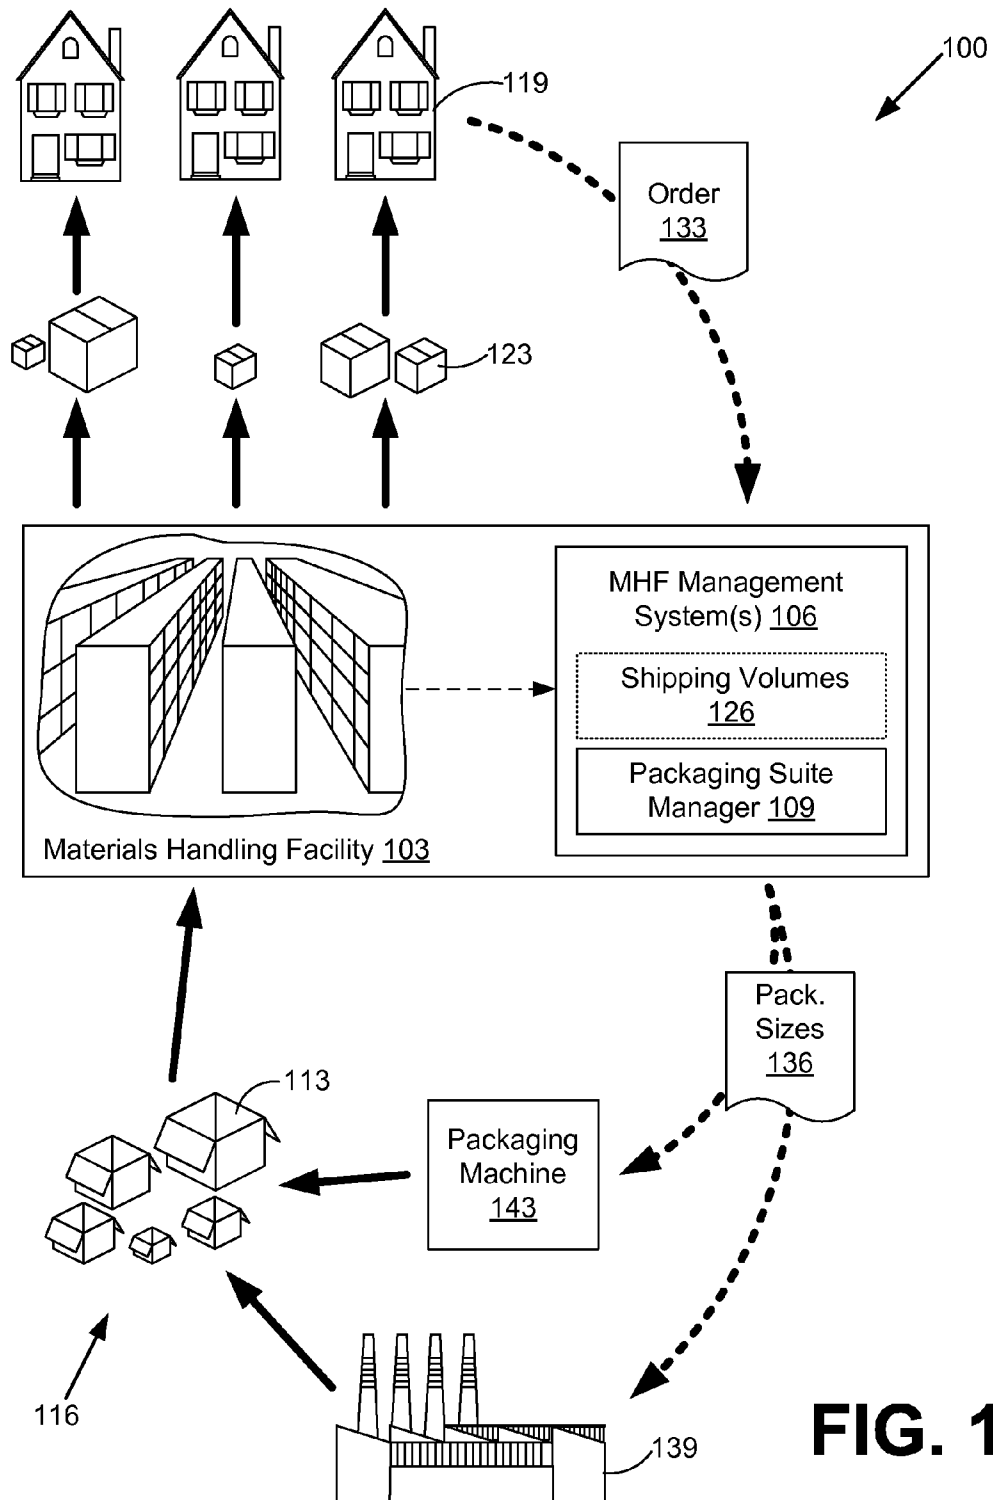 100
119
Order
133
123
MHF Management
System(s) 106
Shipping Volumes
126
Packaging Suite
Manager 109
Materials Handling Facility 103
Pack.
Sizes
136
113
Packaging
Machine
143
116
139
FIG. 1